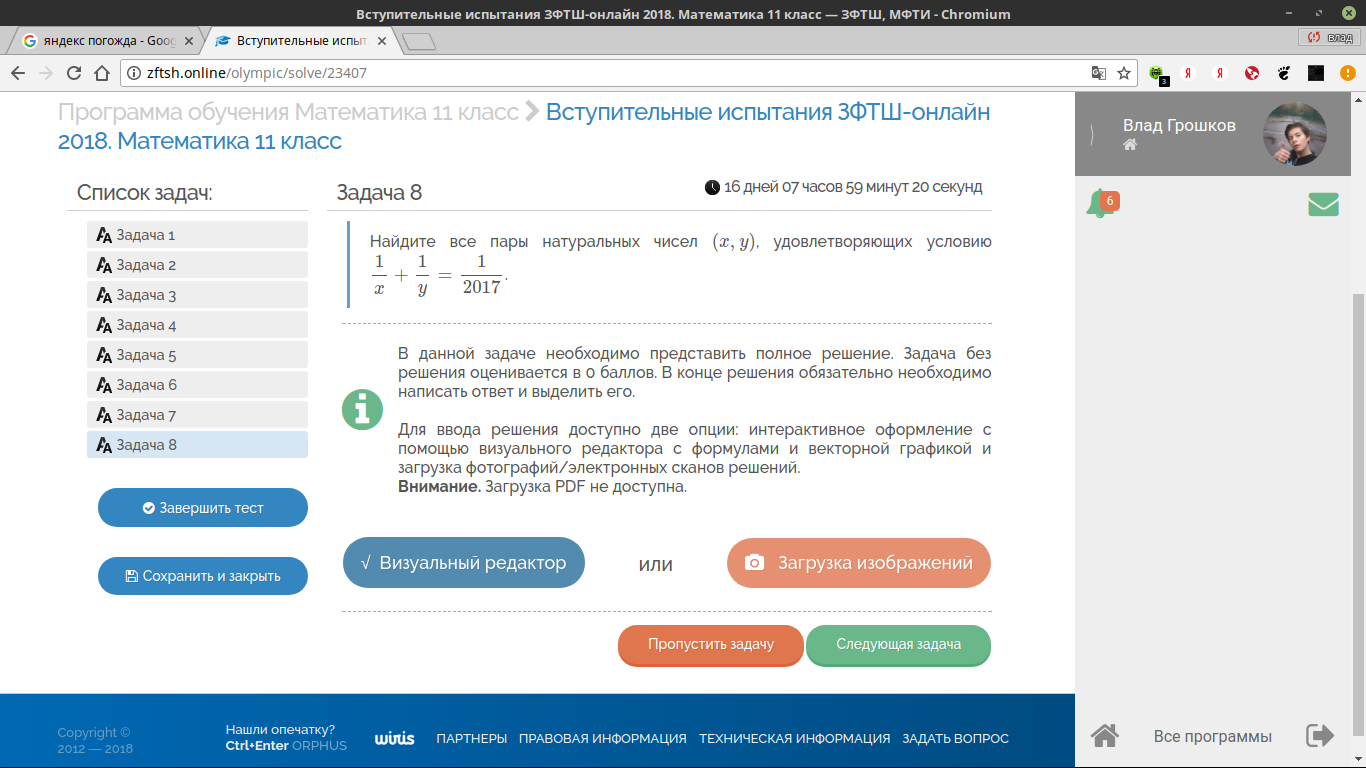 Вступительные испытания ЗФТШ-онлайн 2018. Математика 11 класс — ЗФТШ, МФТИ - Chromium
яндекс погожда - Goog
Вступительные испыт
влад
zftsh.online/olympic/solve/23407
3
Программа обучения Математика 11 класс > Вступительные испытания ЗФТШ-онлайн
2018. Математика 11 класс
Влад Грошков
6
Список задач:
Задача 1
Задача 2
Задача 3
Задача 4
Задача 5
Задача 6
Задача 7
Задача 8
Завершить тест
Сохранить и закрыть
Задача 8
16 дней 07 часов 59 минут 20 секунд
Найдите все пары натуральных чисел (x, y), удовлетворяющих условию
1/x + 1/y = 1/2017.
В данной задаче необходимо представить полное решение. Задача без
решения оценивается в 0 баллов. В конце решения обязательно необходимо
написать ответ и выделить его.
Для ввода решения доступно две опции: интерактивное оформление с
помощью визуального редактора с формулами и векторной графикой и
загрузка фотографий/электронных сканов решений.
Внимание. Загрузка PDF не доступна.
√ Визуальный редактор
или
Загрузка изображений
Пропустить задачу
Следующая задача
Copyright ©
2012 — 2018
Нашли опечатку?
Ctrl+Enter ORPHUS
wiris
ПАРТНЕРЫ
ПРАВОВАЯ ИНФОРМАЦИЯ
ТЕХНИЧЕСКАЯ ИНФОРМАЦИЯ
ЗАДАТЬ ВОПРОС
Все программы